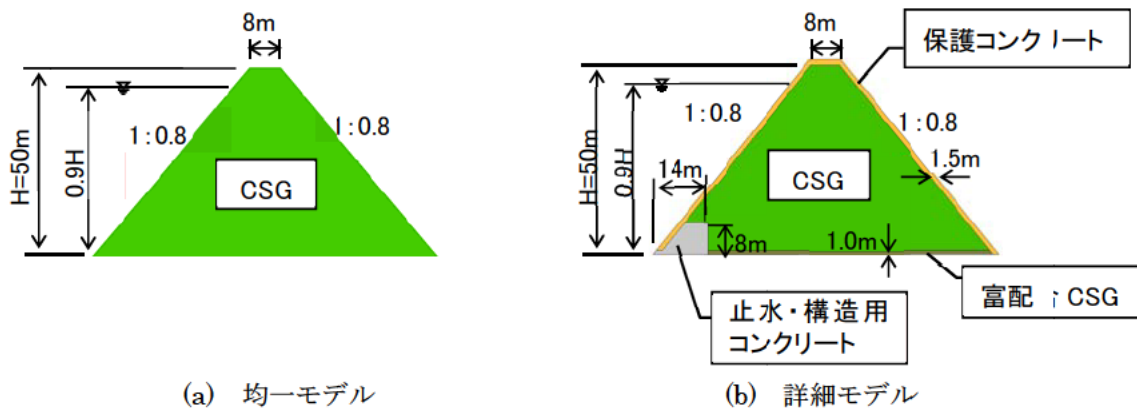 8m
H=50m
0.9H
1:0.8
1:0.8
CSG
(a) 均一モデル
8m
保護コンクリート
H=50m
0.9H
1:0.8
1:0.8
14m
CSG
1.5m
8m
1.0m
止水・構造用
コンクリート
富配 CSG
(b) 詳細モデル